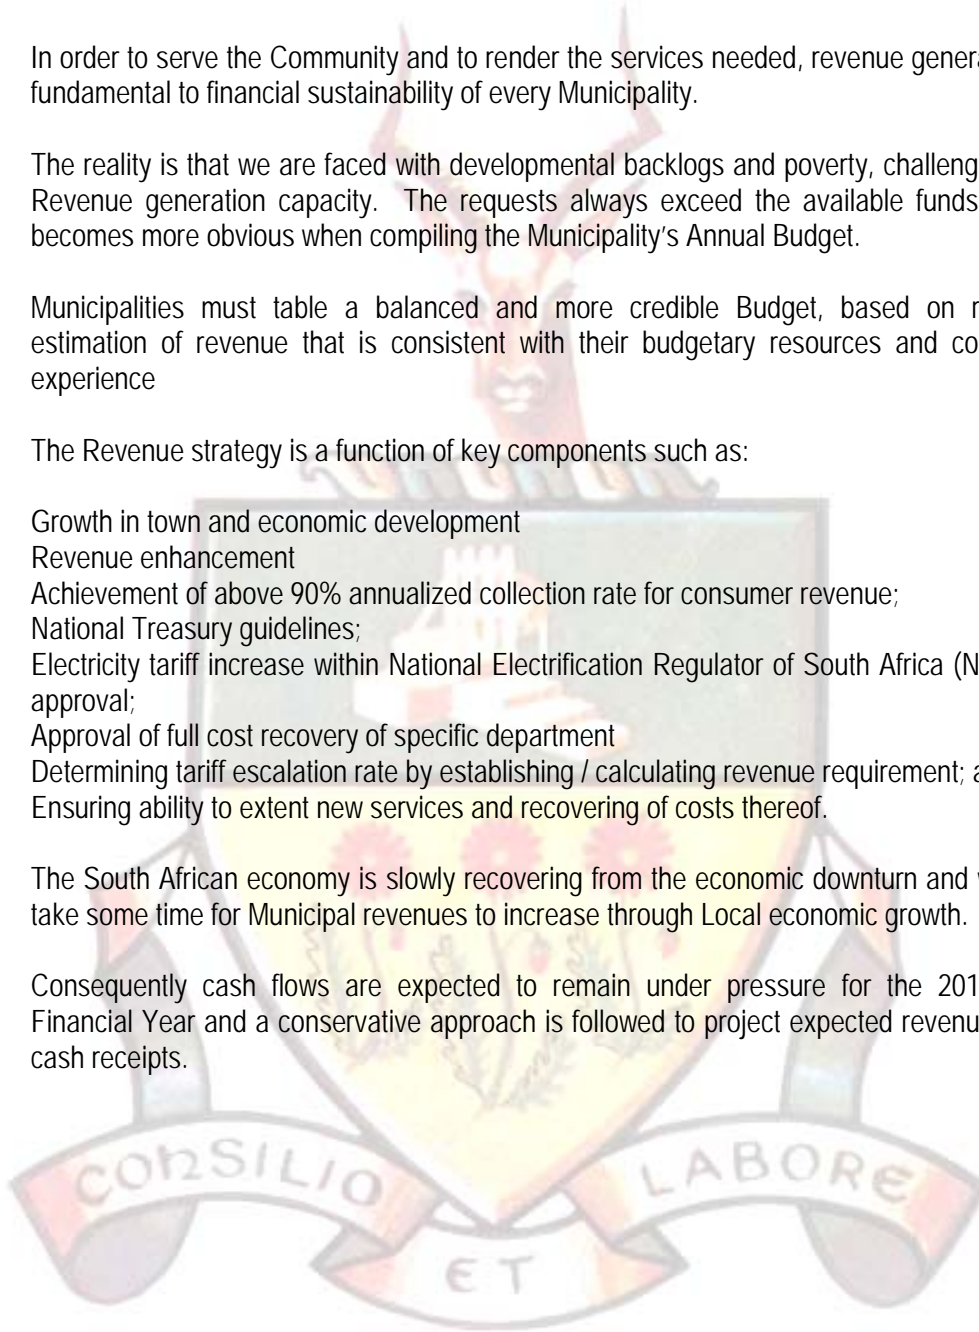 In order to serve the Community and to render the services needed, revenue genera
fundamental to financial sustainability of every Municipality.
The reality is that we are faced with developmental backlogs and poverty, challeng
Revenue generation capacity. The requests always exceed the available funds
becomes more obvious when compiling the Municipality's Annual Budget.
Municipalities must table a balanced and more credible Budget, based on
estimation of revenue that is consistent with their budgetary resources and co
experience
The Revenue strategy is a function of key components such as:
Growth in town and economic development
Revenue enhancement
Achievement of above 90% annualized collection rate for consumer revenue;
National Treasury guidelines;
Electricity tariff increase within National Electrification Regulator of South Africa (N
approval;
Approval of full cost recovery of specific department
Determining tariff escalation rate by establishing / calculating revenue requirement; a
Ensuring ability to extent new services and recovering of costs thereof.
The South African economy is slowly recovering from the economic downturn and
take some time for Municipal revenues to increase through Local economic growth.
Consequently cash flows are expected to remain under pressure for the 201
Financial Year and a conservative approach is followed to project expected revenu
cash receipts.
CONSILIO
ET
LABORE